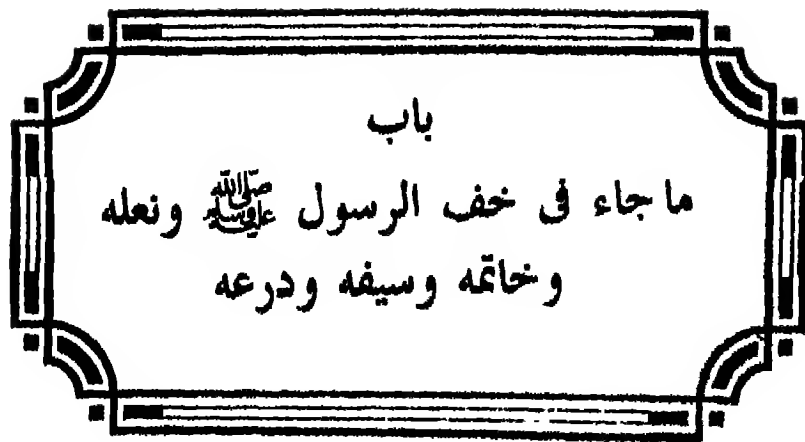 باب
ما جاء فى خف الرسول ﷺ ونعله
وخاتمه وسيفه ودرعه